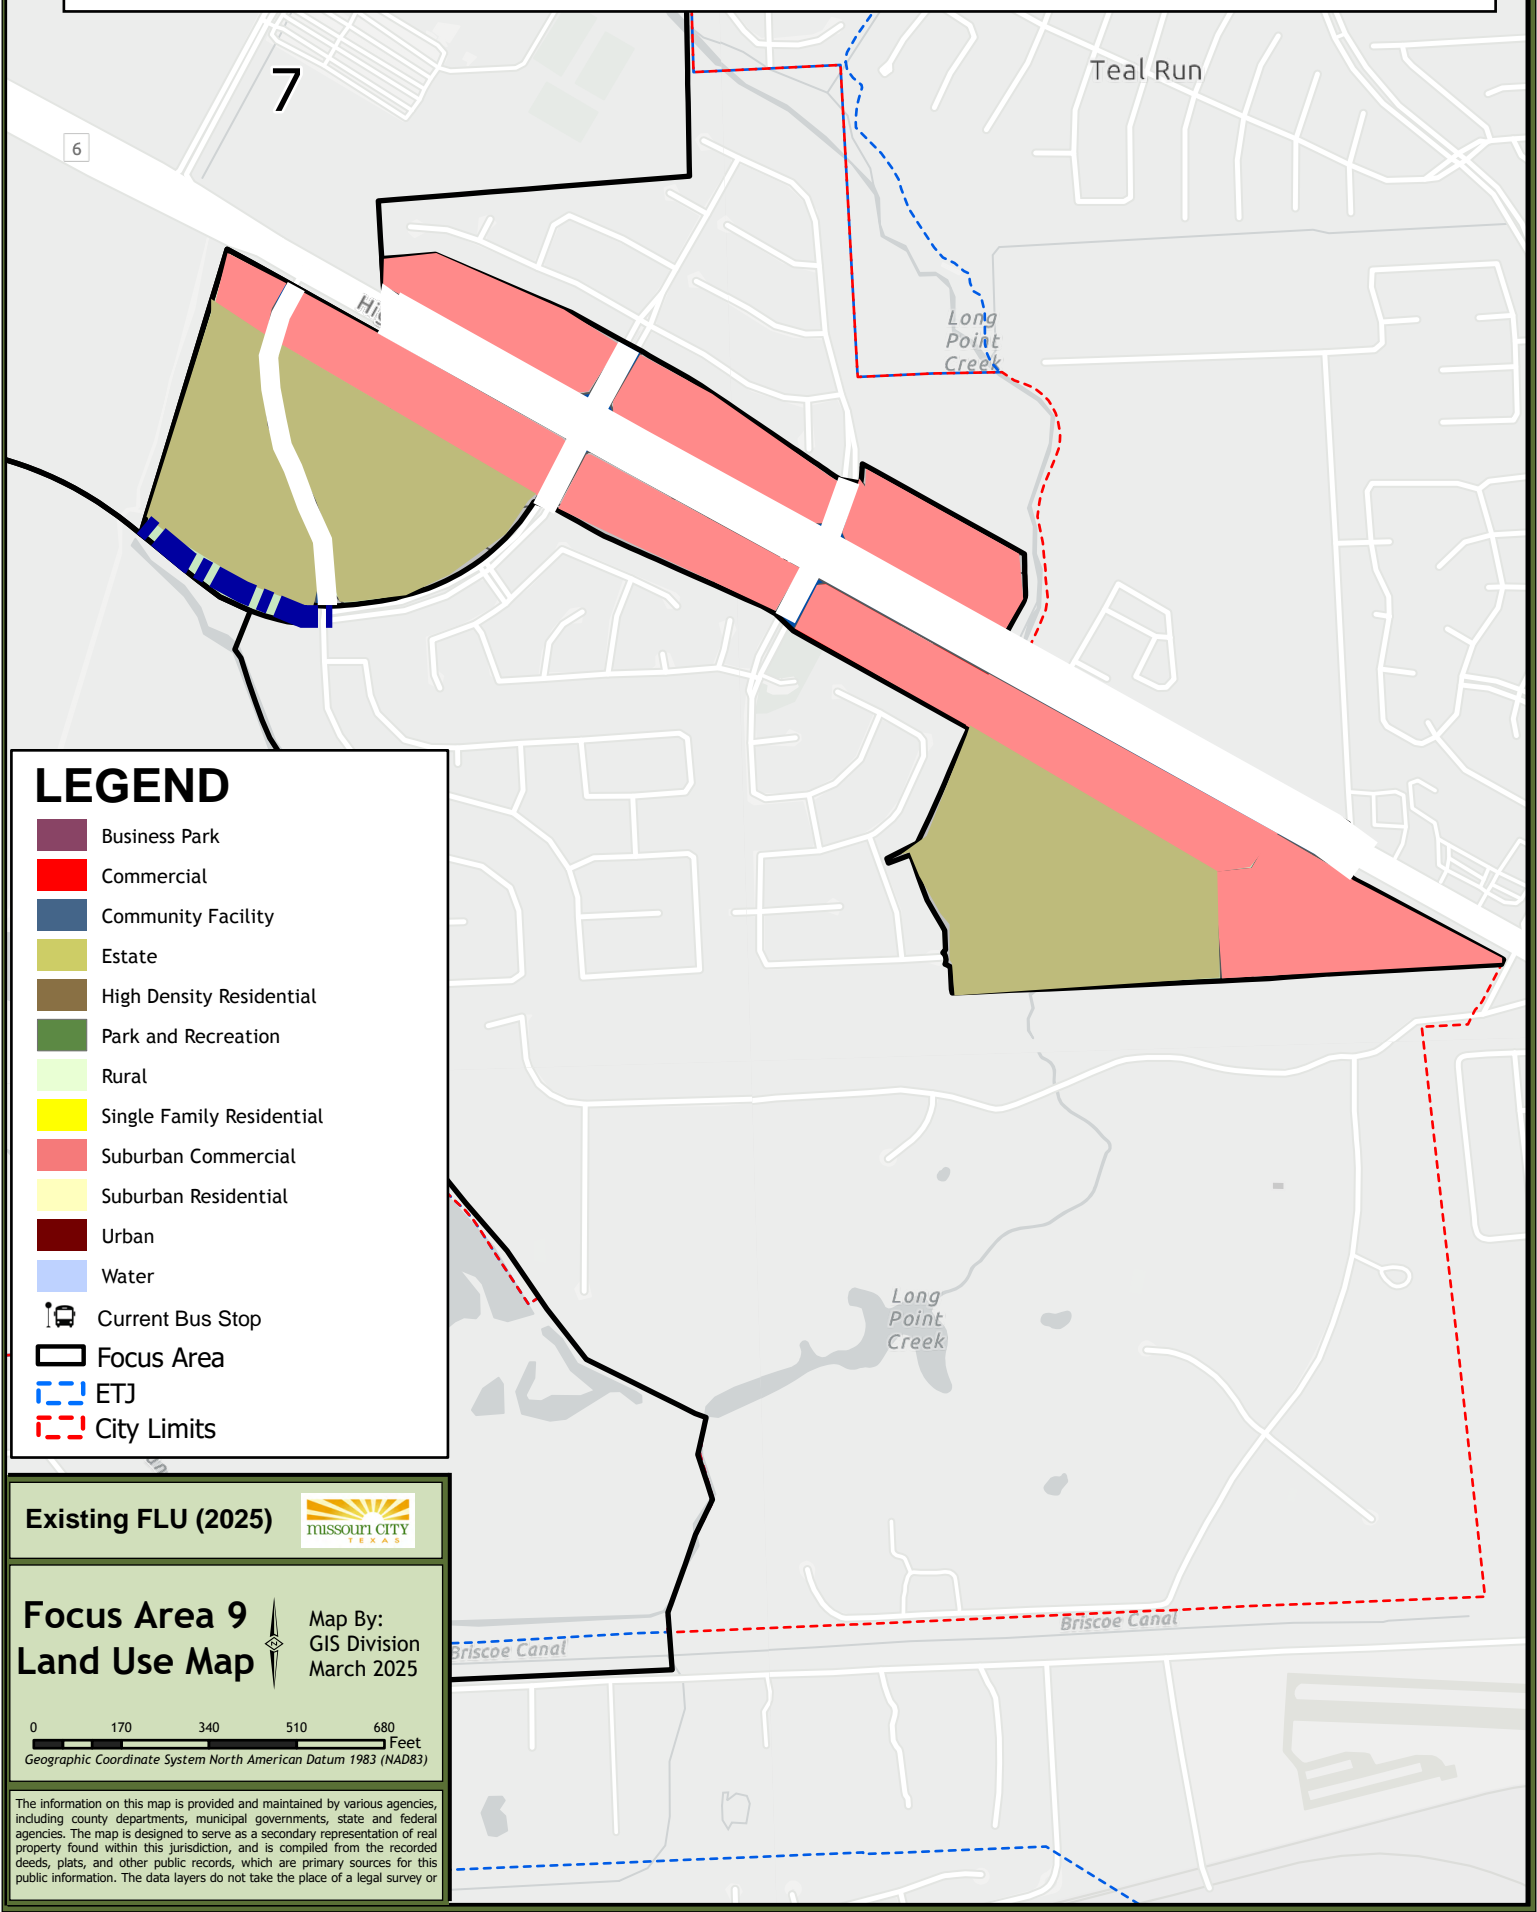 7
Teal Run
6
Long
Point
Creek
LEGEND
Business Park
Commercial
Community Facility
Estate
High Density Residential
Park and Recreation
Rural
Single Family Residential
Suburban Commercial
Suburban Residential
Urban
Water
Current Bus Stop
Focus Area
ETJ
City Limits
Long
Point
Creek
Existing FLU (2025)
missouri CITY
TEXAS
Focus Area 9
Land Use Map
N
Map By:
GIS Division
March 2025
Briscoe Canal
Briscoe Canal
0 170 340 510 680
Feet
Geographic Coordinate System North American Datum 1983 (NAD83)
The information on this map is provided and maintained by various agencies,
including county departments, municipal governments, state and federal
agencies. The map is designed to serve as a secondary representation of real
property found within this jurisdiction, and is compiled from the recorded
deeds, plats, and other public records, which are primary sources for this
public information. The data layers do not take the place of a legal survey or